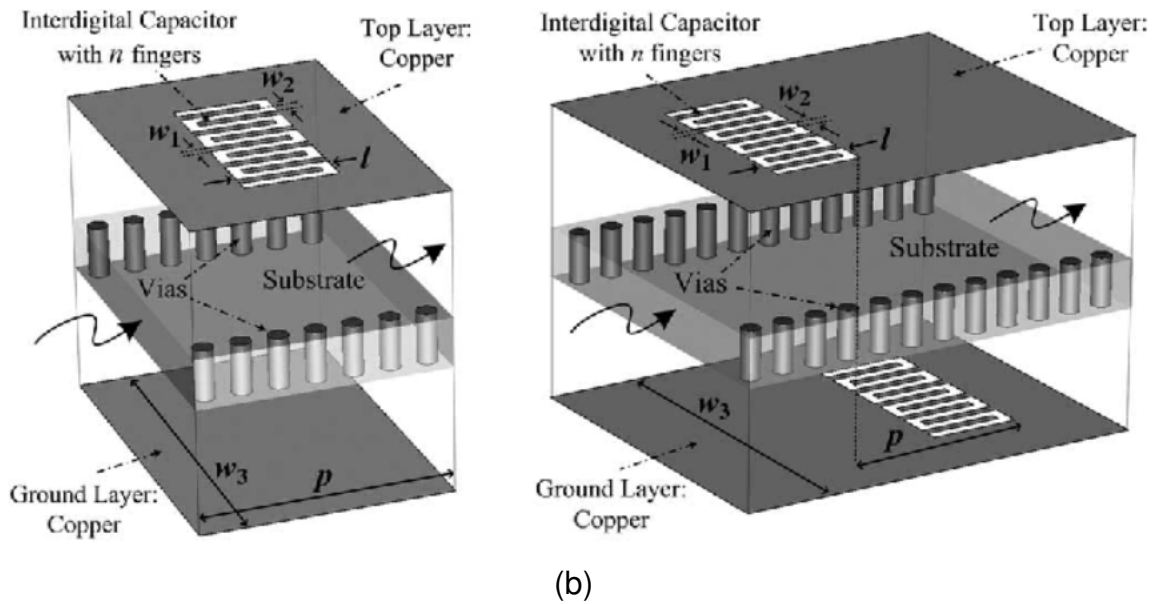 Interdigital Capacitor
with n fingers
Top Layer:
Copper
w2
w1
l
Vias
Substrate
w3
p
Ground Layer:
Copper
Interdigital Capacitor
with n fingers
Top Layer:
Copper
w2
w1
l
Substrate
Vias
w3
p
Ground Layer:
Copper
(b)